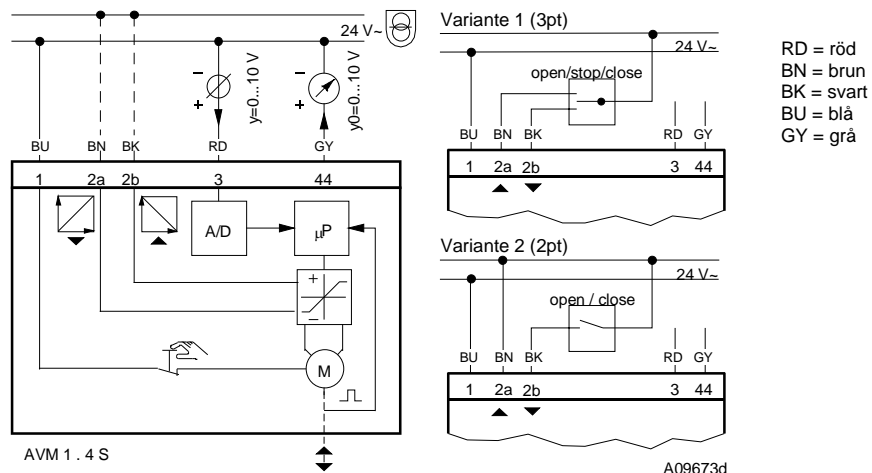 24 V~
y=0...10 V
y0=0...10 V
BU BN BK RD GY
1 2a 2b 3 44
A/D
µP
+
−
M
AVM 1 . 4 S
Variante 1 (3pt)
24 V~
open/stop/close
BU BN BK RD GY
1 2a 2b 3 44
Variante 2 (2pt)
24 V~
open / close
BU BN BK RD GY
1 2a 2b 3 44
A09673d
RD = röd
BN = brun
BK = svart
BU = blå
GY = grå